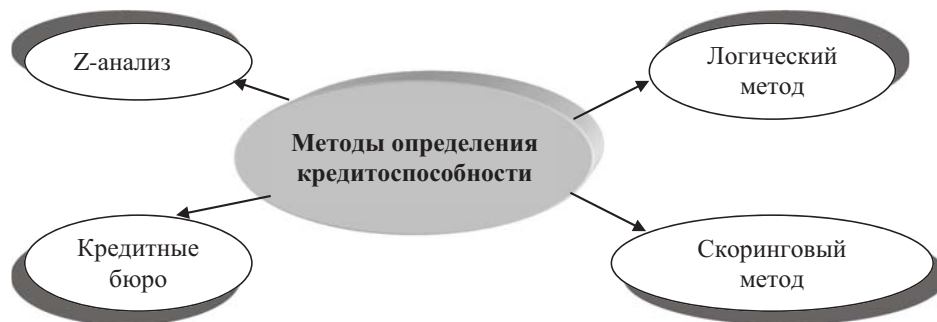 Z-анализ
Логический
метод
Методы определения
кредитоспособности
Кредитные
бюро
Скоринговый
метод